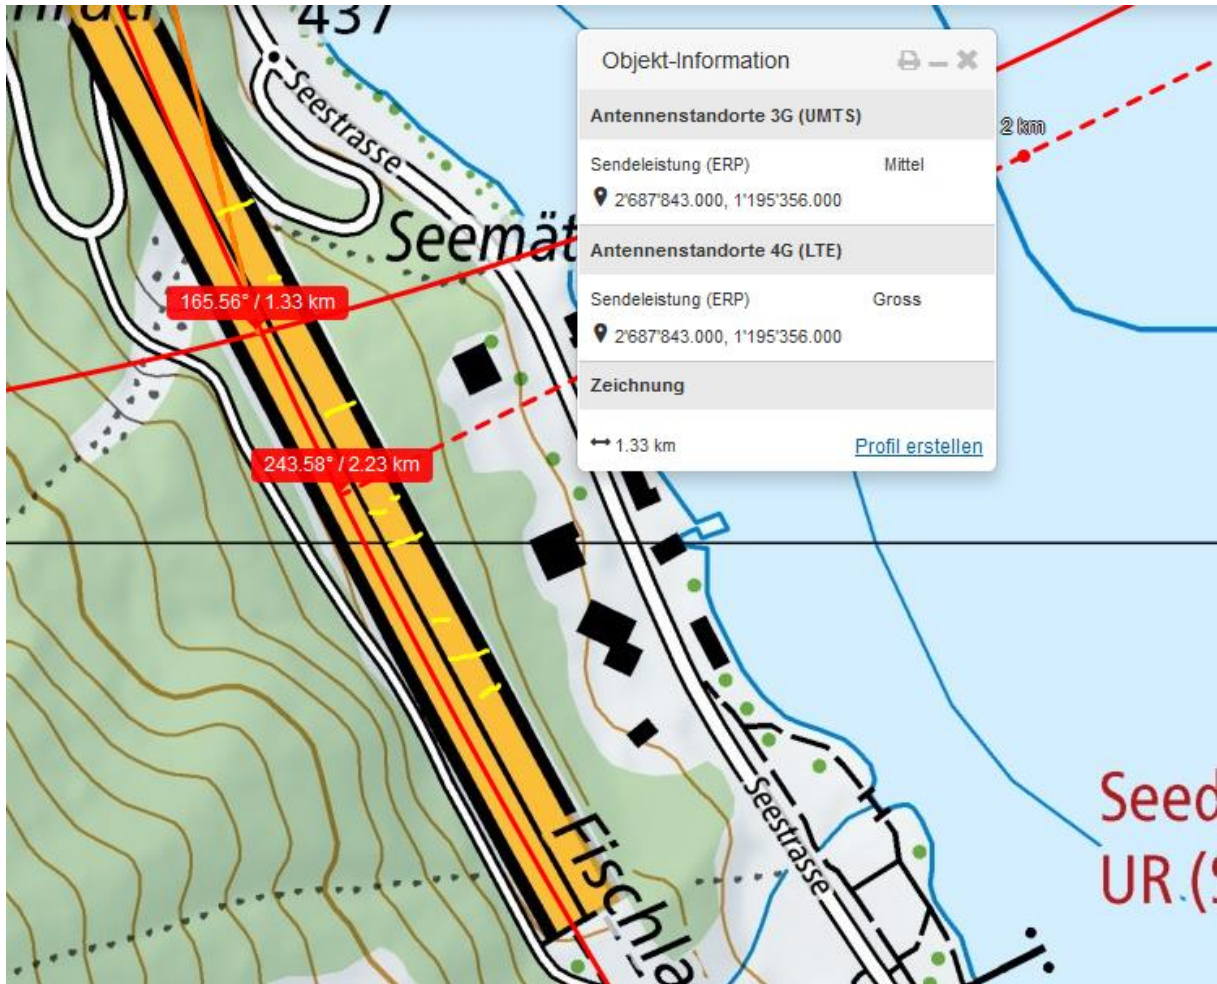 437
Seestrasse
Objekt-Information
Antennenstandorte 3G (UMTS)
Sendeleistung (ERP) Mittel
2'687'843.000, 1'195'356.000
Antennenstandorte 4G (LTE)
Sendeleistung (ERP) Gross
2'687'843.000, 1'195'356.000
Zeichnung
1.33 km Profil erstellen
2 km
Seemät
165.56° / 1.33 km
243.58° / 2.23 km
Seestrasse
Fischla
Seed
UR (S